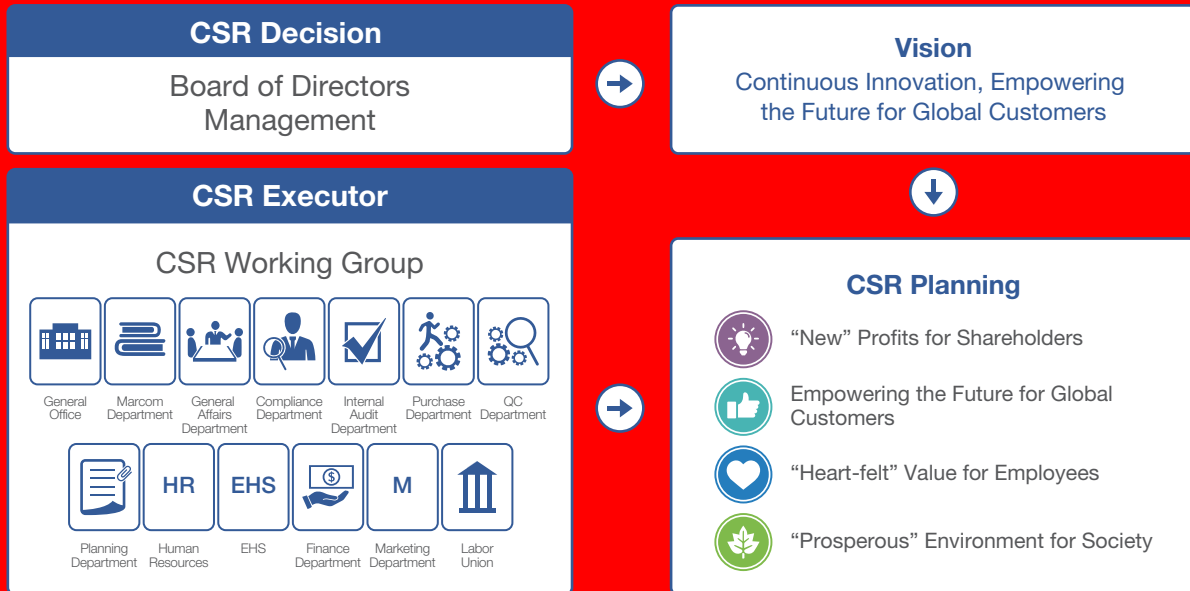 CSR Decision
Board of Directors
Management
Vision
Continuous Innovation, Empowering
the Future for Global Customers
CSR Executor
CSR Working Group
General
Office
Marcom
Department
General
Affairs
Department
Compliance
Department
Internal
Audit
Department
Purchase
Department
QC
Department
HR
EHS
$
M
Planning
Department
Human
Resources
EHS
Finance
Department
Marketing
Department
Labor
Union
CSR Planning
“New” Profits for Shareholders
Empowering the Future for Global
Customers
“Heart-felt” Value for Employees
“Prosperous” Environment for Society